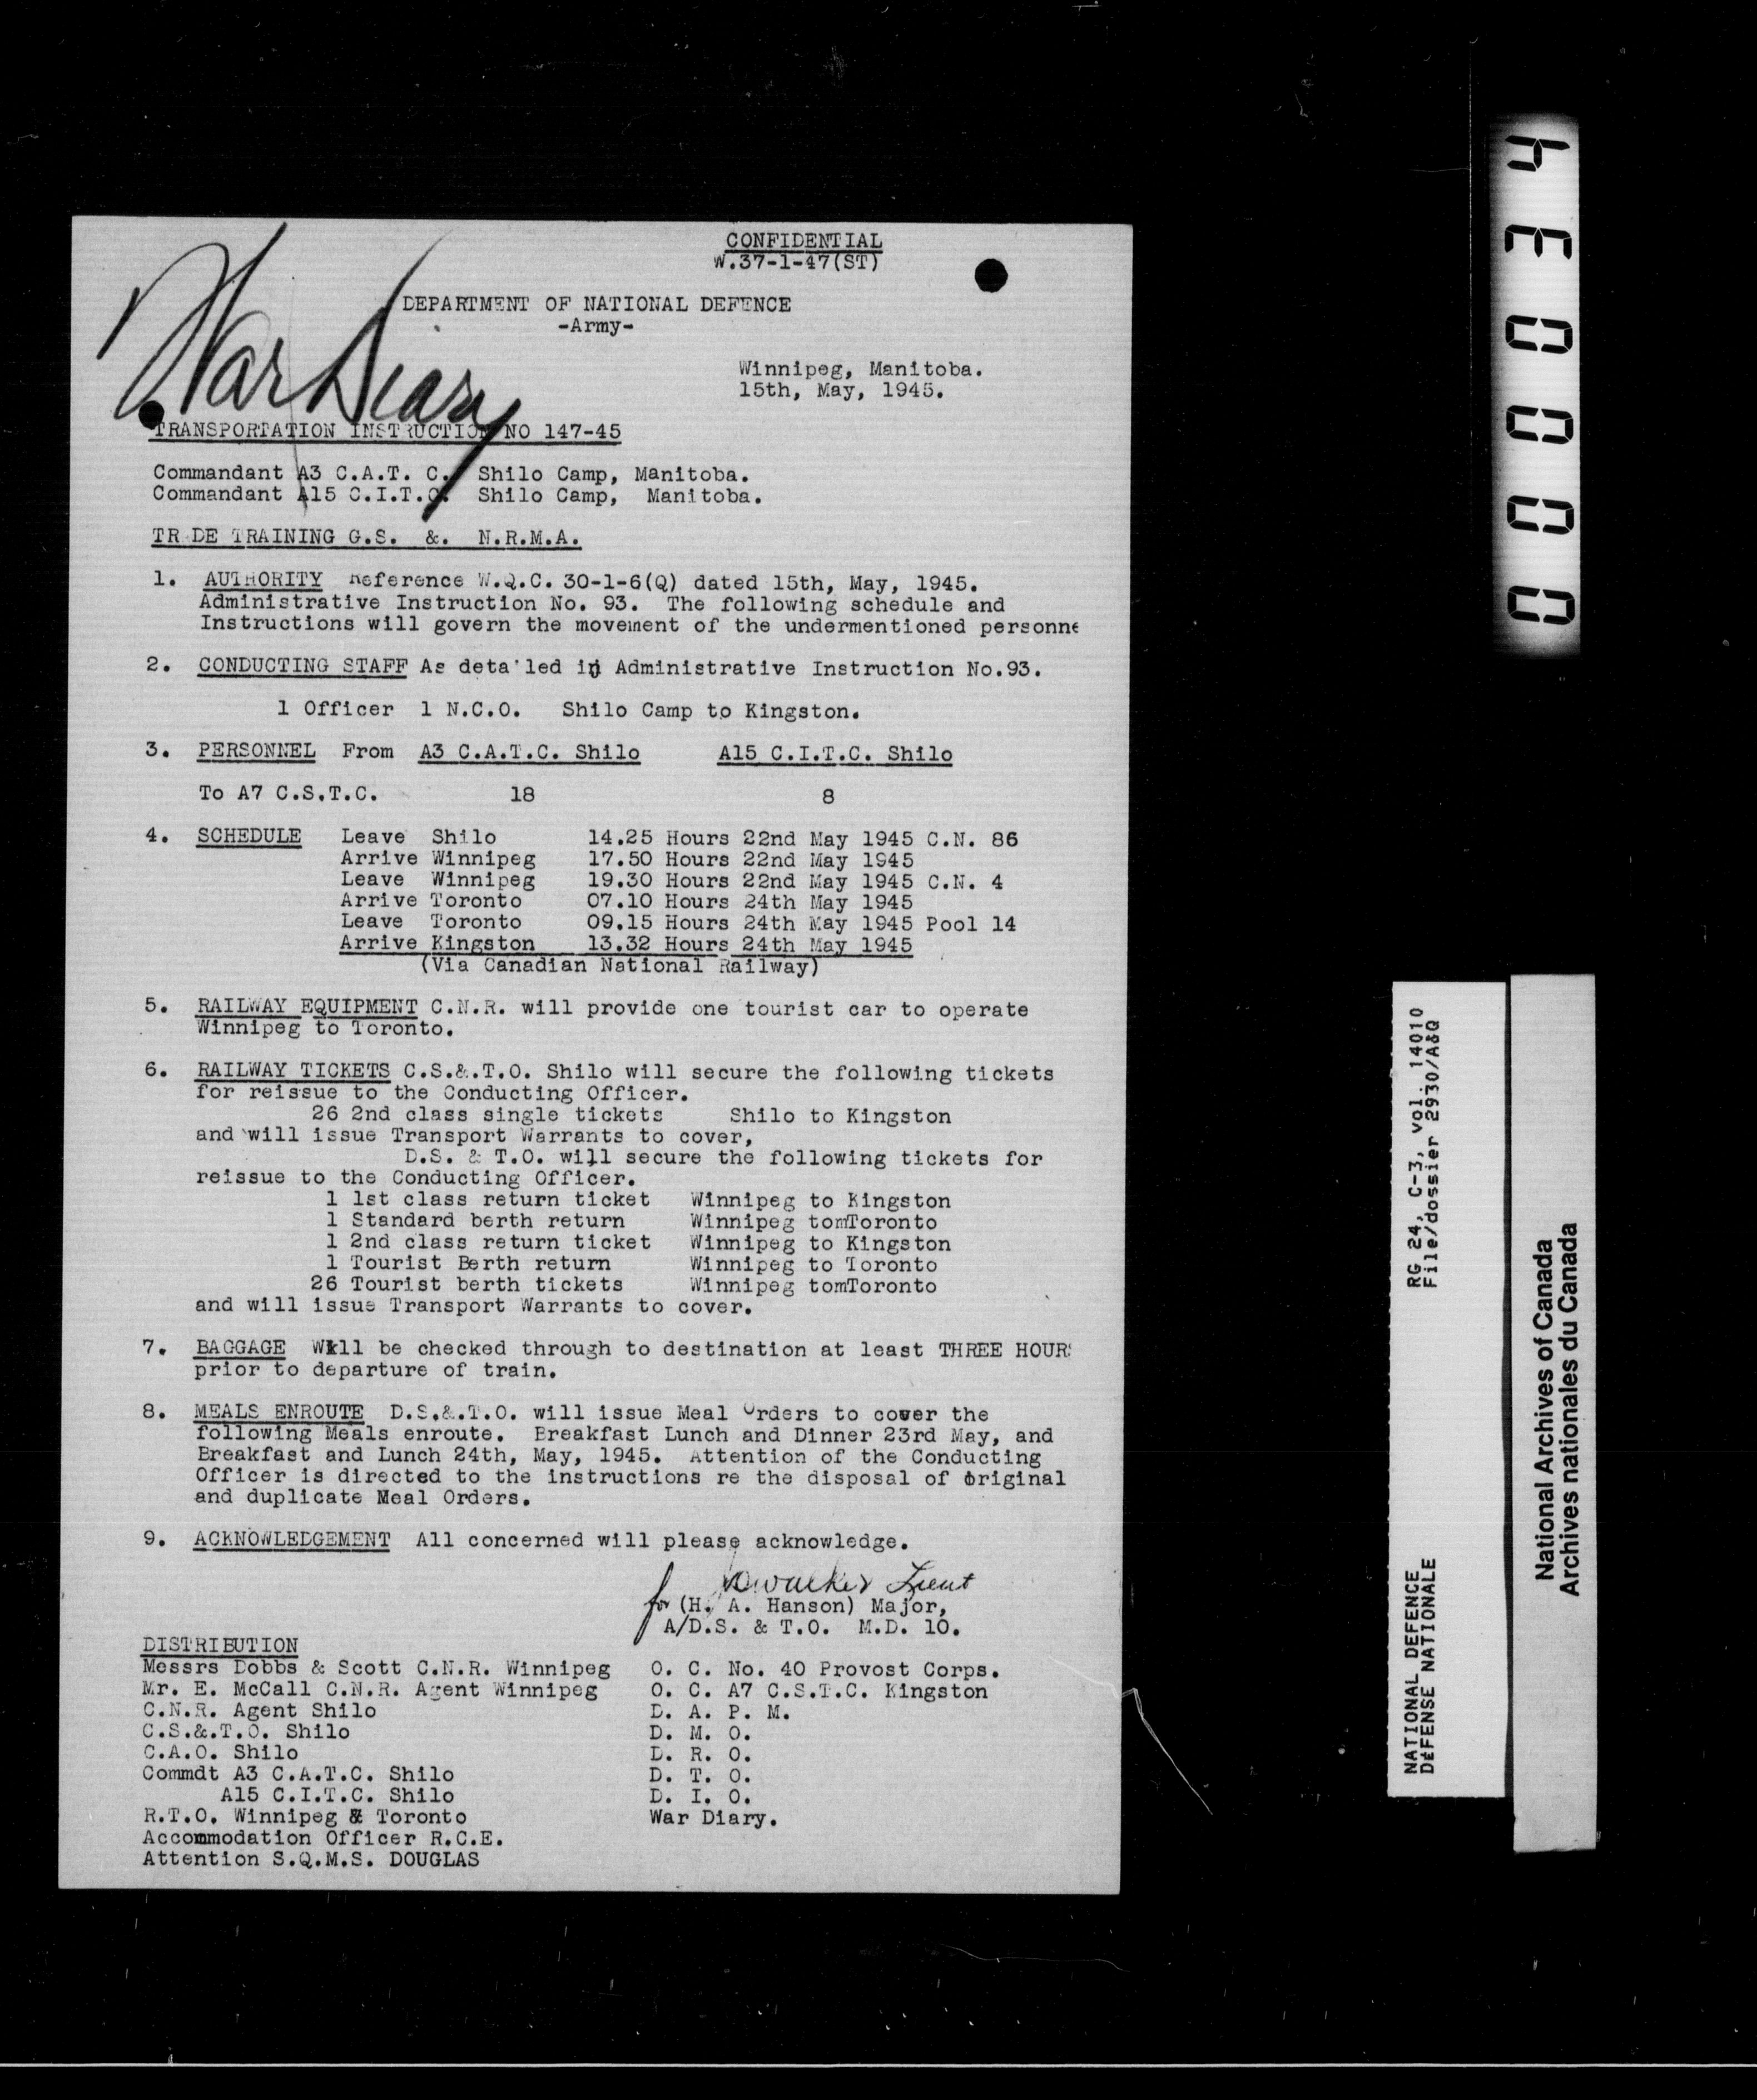 CONFIDENTIAL
W.37-1-47(ST)
War Diary
DEPARTMENT OF NATIONAL DEFENCE
-Army-
Winnipeg, Manitoba.
15th, May, 1945.
TRANSPORTATION INSTRUCTION NO 147-45
Commandant A3 C.A.T. C. Shilo Camp, Manitoba.
Commandant A15 C.I.T.C. Shilo Camp, Manitoba.
TR DE TRAINING G.S. &. N.R.M.A.
1. AUTHORITY Reference W.Q.C. 30-1-6(Q) dated 15th, May, 1945.
Administrative Instruction No. 93. The following schedule and
Instructions will govern the movement of the undermentioned personne
2. CONDUCTING STAFF As deta'led in Administrative Instruction No.93.
1 Officer 1 N.C.O. Shilo Camp to Kingston.
3. PERSONNEL From A3 C.A.T.C. Shilo A15 C.I.T.C. Shilo
To A7 C.S.T.C. 18 8
4. SCHEDULE Leave Shilo 14.25 Hours 22nd May 1945 C.N. 86
Arrive Winnipeg 17.50 Hours 22nd May 1945
Leave Winnipeg 19.30 Hours 22nd May 1945 C.N. 4
Arrive Toronto 07.10 Hours 24th May 1945
Leave Toronto 09.15 Hours 24th May 1945 Pool 14
Arrive Kingston 13.32 Hours 24th May 1945
(Via Canadian National Railway)
5. RAILWAY EQUIPMENT C.N.R. will provide one tourist car to operate
Winnipeg to Toronto.
6. RAILWAY TICKETS C.S.&.T.O. Shilo will secure the following tickets
for reissue to the Conducting Officer.
26 2nd class single tickets Shilo to Kingston
and will issue Transport Warrants to cover,
D.S. & T.O. will secure the following tickets for
reissue to the Conducting Officer.
1 1st class return ticket Winnipeg to Kingston
1 Standard berth return Winnipeg tomToronto
1 2nd class return ticket Winnipeg to Kingston
1 Tourist Berth return Winnipeg to Toronto
26 Tourist berth tickets Winnipeg tomToronto
and will issue Transport Warrants to cover.
7. BAGGAGE Will be checked through to destination at least THREE HOURS
prior to departure of train.
8. MEALS ENROUTE D.S.&.T.O. will issue Meal Orders to cover the
following Meals enroute. Breakfast Lunch and Dinner 23rd May, and
Breakfast and Lunch 24th, May, 1945. Attention of the Conducting
Officer is directed to the instructions re the disposal of original
and duplicate Meal Orders.
9. ACKNOWLEDGEMENT All concerned will please acknowledge.
walker Lieut
for (H. A. Hanson) Major,
A/D.S. & T.O. M.D. 10.
DISTRIBUTION
Messrs Dobbs & Scott C.N.R. Winnipeg O. C. No. 40 Provost Corps.
Mr. E. McCall C.N.R. Agent Winnipeg O. C. A7 C.S.T.C. Kingston
C.N.R. Agent Shilo D. A. P. M.
C.S.&.T.O. Shilo D. M. O.
C.A.O. Shilo D. R. O.
Commdt A3 C.A.T.C. Shilo D. T. O.
A15 C.I.T.C. Shilo D. I. O.
R.T.O. Winnipeg & Toronto War Diary.
Accommodation Officer R.C.E.
Attention S.Q.M.S. DOUGLAS
000034
NATIONAL DEFENCE RG 24, C-3, vol. 14010
DEFENSE NATIONALE File/dossier 2930/A&Q
National Archives of Canada
Archives nationales du Canada